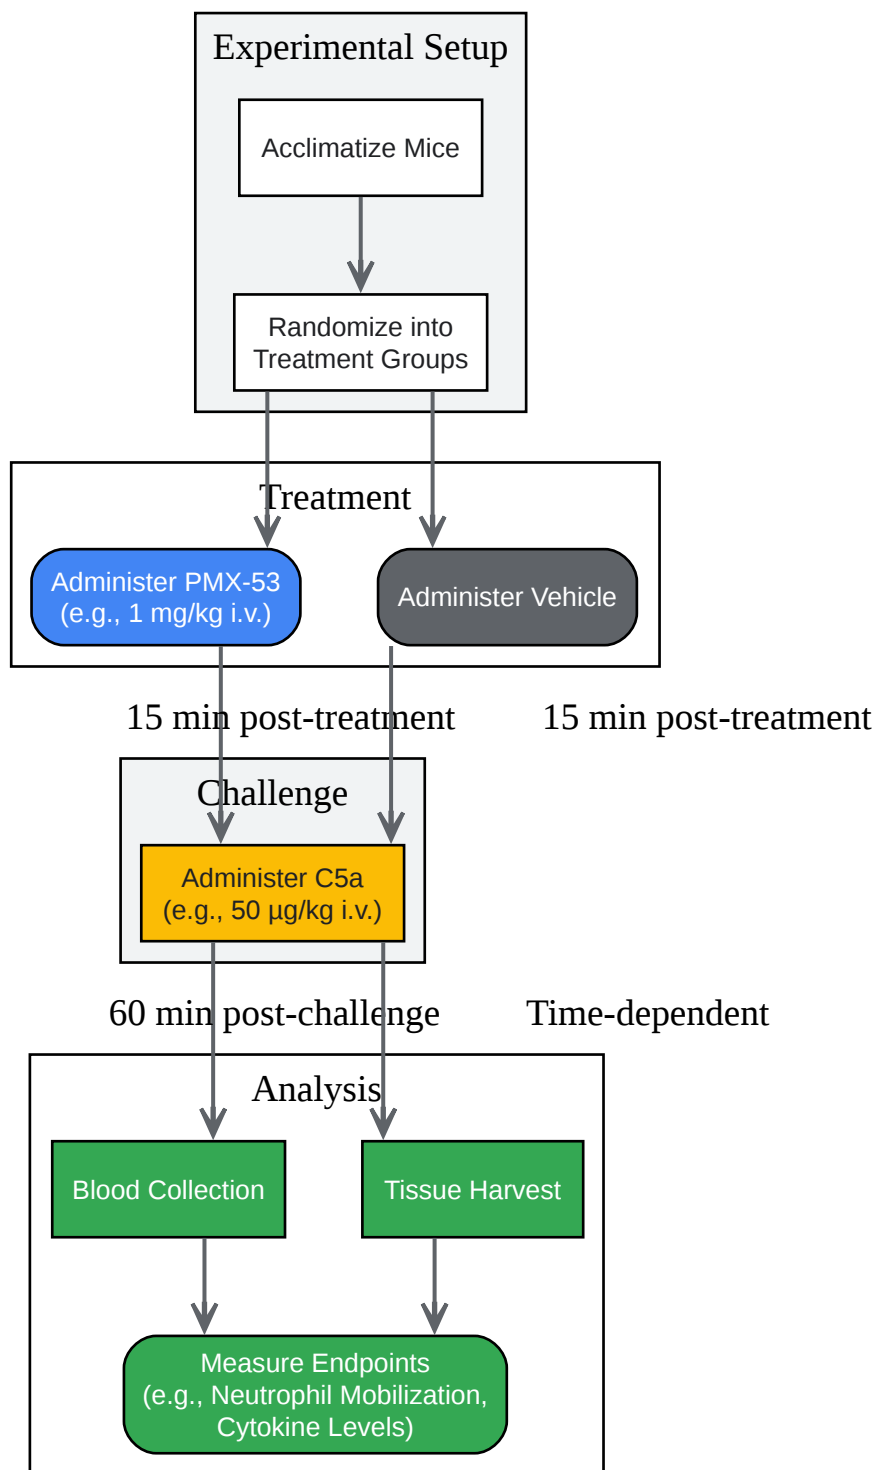 Experimental Setup
Acclimatize Mice
Randomize into
Treatment Groups
Treatment
Administer PMX-53
(e.g., 1 mg/kg i.v.)
Administer Vehicle
15 min post-treatment
15 min post-treatment
Challenge
Administer C5a
(e.g., 50 µg/kg i.v.)
60 min post-challenge
Time-dependent
Analysis
Blood Collection
Tissue Harvest
Measure Endpoints
(e.g., Neutrophil Mobilization,
Cytokine Levels)